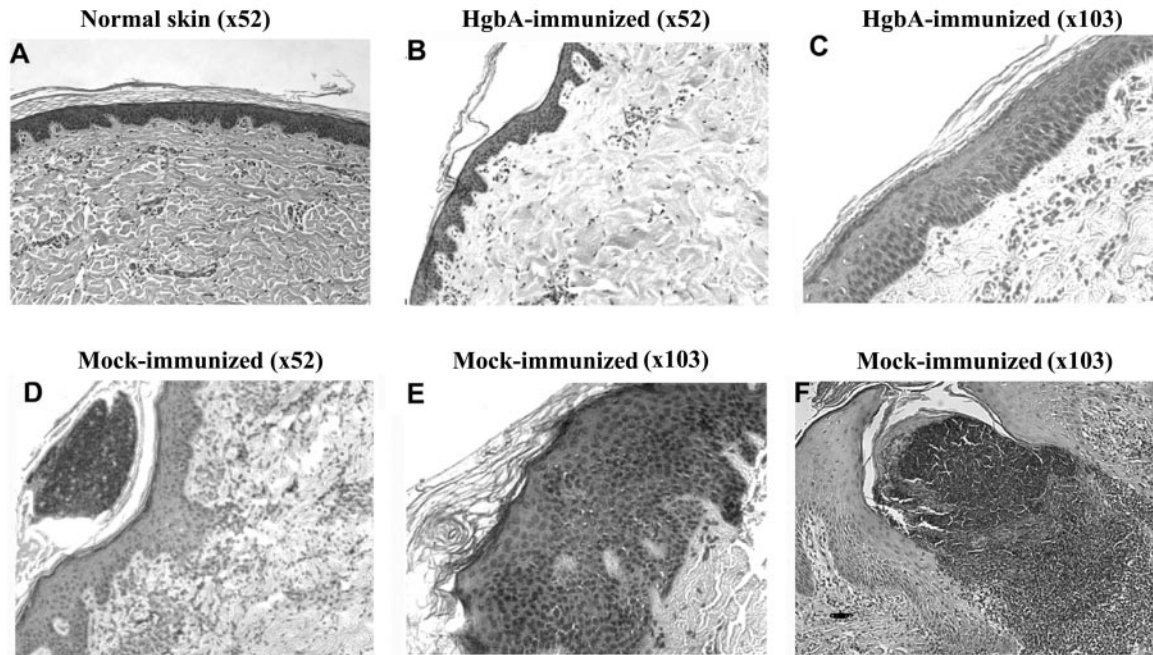 Normal skin (x52)
HgbA-immunized (x52)
HgbA-immunized (x103)
A
B
C
Mock-immunized (x52)
Mock-immunized (x103)
Mock-immunized (x103)
D
E
F